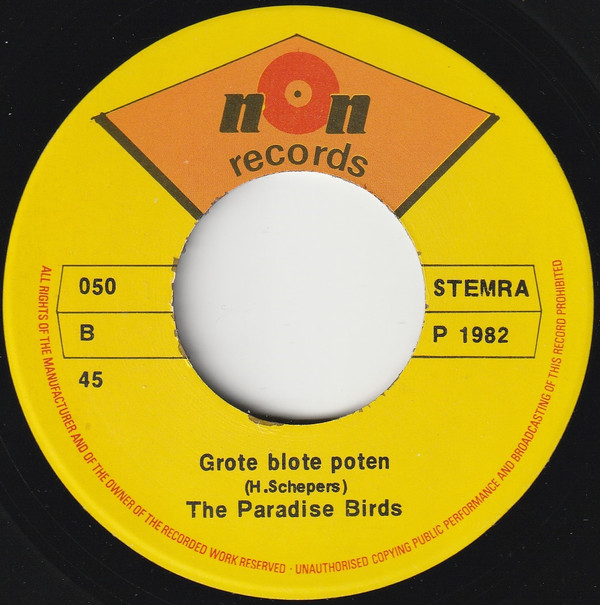 non
records
050
STEMRA
B
P 1982
45
Grote blote poten
(H.Schepers)
The Paradise Birds
ALL RIGHTS OF THE MANUFACTURER AND OF THE OWNER OF THE RECORDED WORK RESERVED - UNAUTHORISED COPYING PUBLIC PERFORMANCE AND BROADCASTING OF THIS RECORD PROHIBITED